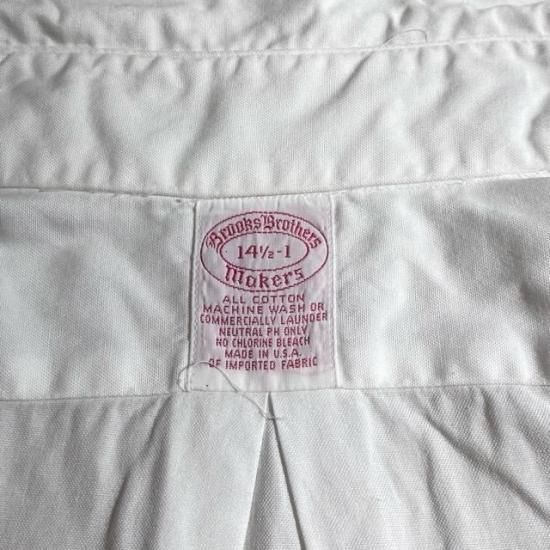 Brooks Brothers
14½-1
Makers
ALL COTTON
MACHINE WASH OR
COMMERCIALLY LAUNDER
NEUTRAL PH ONLY
NO CHLORINE BLEACH
MADE IN U.S.A.
OF IMPORTED FABRIC